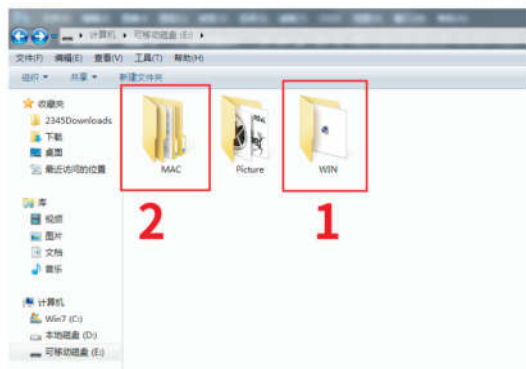 计算机 ▸ 可移动磁盘 (E:) ▸
文件(F) 编辑(E) 查看(V) 工具(T) 帮助(H)
组织 共享 新建文件夹
收藏夹
2345Downloads
下载
桌面
最近访问的位置
库
视频
图片
文档
音乐
计算机
Win7 (C:)
本地磁盘 (D:)
可移动磁盘 (E:)
MAC Picture WIN
2 1